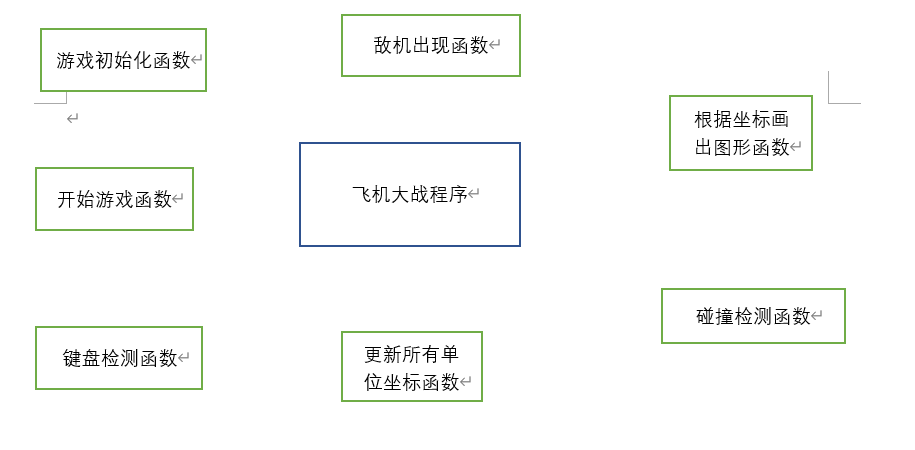 游戏初始化函数
敌机出现函数
根据坐标画
出图形函数
开始游戏函数
飞机大战程序
碰撞检测函数
键盘检测函数
更新所有单
位坐标函数